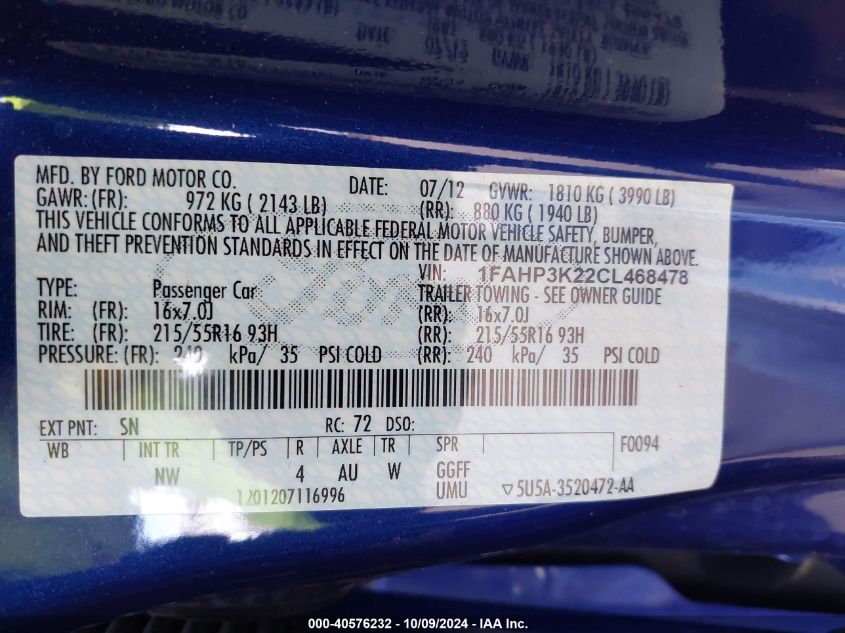 MFD. BY FORD MOTOR CO. DATE: 07/12 GVWR: 1810 KG ( 3990 LB)
GAWR: (FR): 972 KG ( 2143 LB) (RR): 880 KG ( 1940 LB)
THIS VEHICLE CONFORMS TO ALL APPLICABLE FEDERAL MOTOR VEHICLE SAFETY, BUMPER,
AND THEFT PREVENTION STANDARDS IN EFFECT ON THE DATE OF MANUFACTURE SHOWN ABOVE.
VIN: 1FAHP3K22CL468478
TYPE: Passenger Car TRAILER TOWING - SEE OWNER GUIDE
RIM: (FR): 16x7.0J (RR): 16x7.0J
TIRE: (FR): 215/55R16 93H (RR): 215/55R16 93H
PRESSURE: (FR): 240 kPa/ 35 PSI COLD (RR): 240 kPa/ 35 PSI COLD
EXT PNT: SN RC: 72 DSO:
WB INT TR TP/PS R AXLE TR SPR F0094
NW 4 AU W GGFF
1201207116996 UMU ▽5U5A-3520472-AA
000-40576232 - 10/09/2024 - IAA Inc.